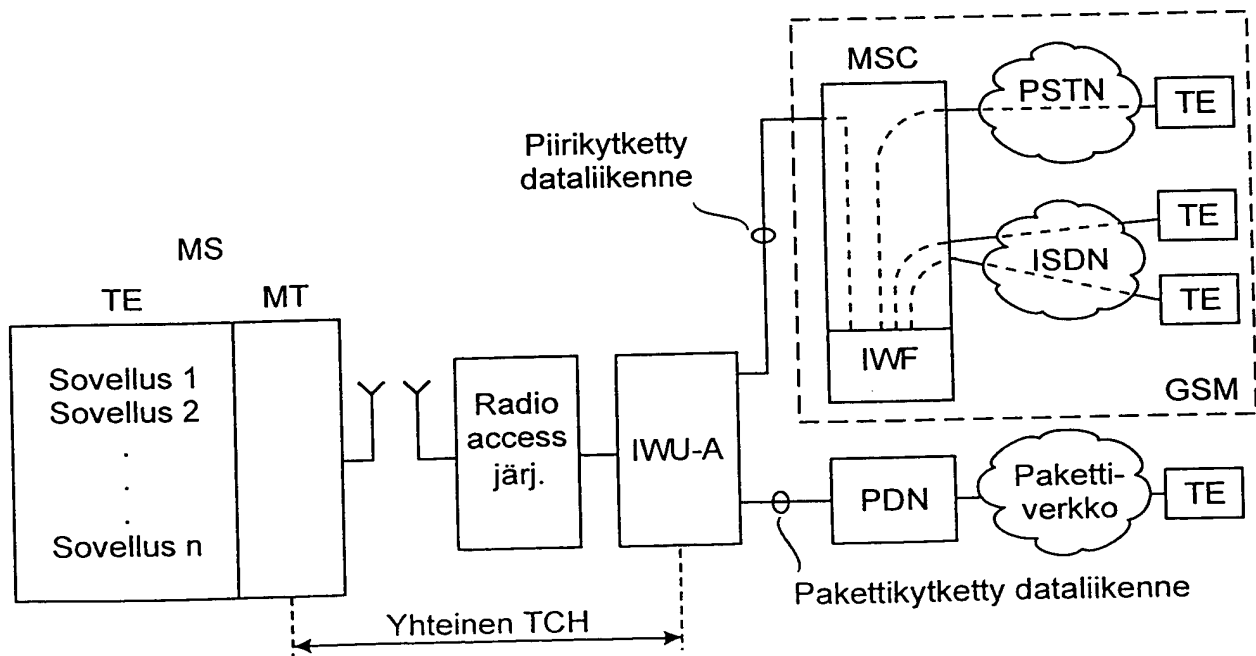 MSC
PSTN
TE
Piirikytketty
dataliikenne
TE
ISDN
TE
MS
TE
MT
IWF
GSM
Sovellus 1
Sovellus 2
.
.
.
Sovellus n
Radio
access
järj.
IWU-A
PDN
Paketti-
verkko
TE
Pakettikytketty dataliikenne
Yhteinen TCH